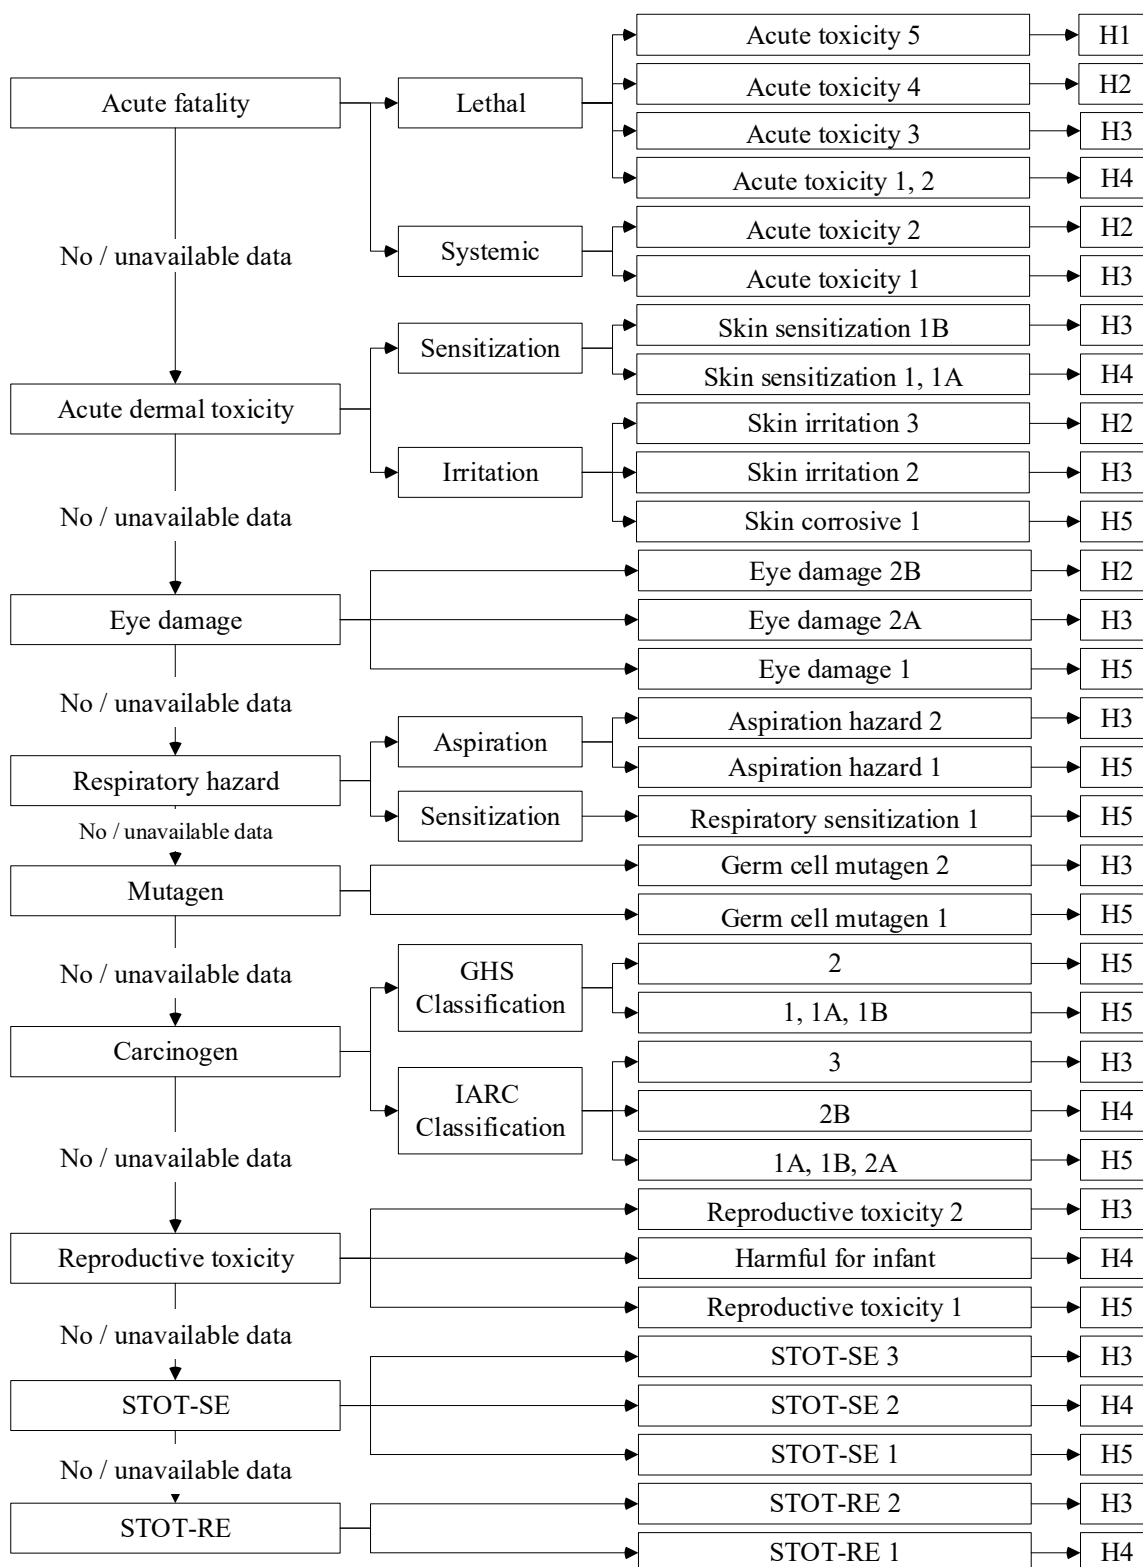 Acute toxicity 5 H1
Acute fatality Lethal Acute toxicity 4 H2
Acute toxicity 3 H3
Acute toxicity 1, 2 H4
No / unavailable data Systemic Acute toxicity 2 H2
Acute toxicity 1 H3
Sensitization Skin sensitization 1B H3
Skin sensitization 1, 1A H4
Acute dermal toxicity Skin irritation 3 H2
Irritation Skin irritation 2 H3
No / unavailable data Skin corrosive 1 H5
Eye damage 2B H2
Eye damage Eye damage 2A H3
Eye damage 1 H5
No / unavailable data Aspiration Aspiration hazard 2 H3
Respiratory hazard Aspiration hazard 1 H5
No / unavailable data Sensitization Respiratory sensitization 1 H5
Mutagen Germ cell mutagen 2 H3
Germ cell mutagen 1 H5
No / unavailable data GHS 2 H5
Classification 1, 1A, 1B H5
Carcinogen 3 H3
IARC 2B H4
Classification
No / unavailable data 1A, 1B, 2A H5
Reproductive toxicity 2 H3
Reproductive toxicity Harmful for infant H4
Reproductive toxicity 1 H5
No / unavailable data STOT-SE 3 H3
STOT-SE STOT-SE 2 H4
STOT-SE 1 H5
No / unavailable data STOT-RE 2 H3
STOT-RE STOT-RE 1 H4